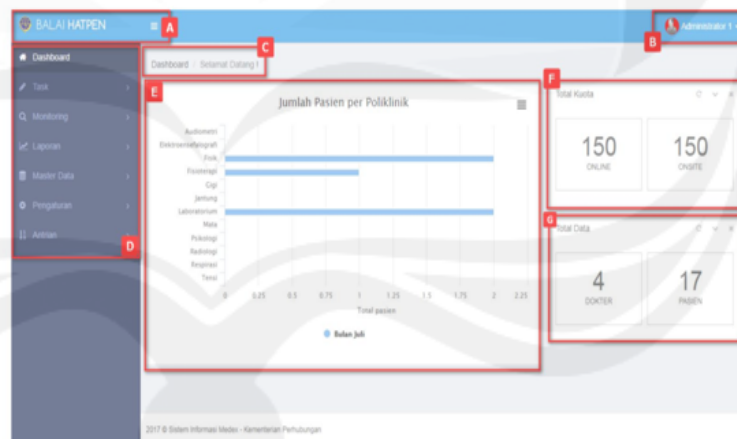 BALAI HATPEN
A
Administrator 1
B
C
Dashboard
Dashboard / Selamat Datang !
Task
Monitoring
Laporan
Master Data
Pengaturan
Antrian
D
E
Jumlah Pasien per Poliklinik
Audiometri
Elektroensefalografi
Fisik
Fisioterapi
Gigi
Jantung
Laboratorium
Mata
Psikologi
Radiologi
Respirasi
Tensi
0 0.25 0.5 0.75 1 1.25 1.5 1.75 2 2.25
Total pasien
Bulan Juli
F
Total Kuota
150 150
ONLINE ONSITE
G
Total Data
4 17
DOKTER PASIEN
2017 © Sistem Informasi Medex - Kementerian Perhubungan